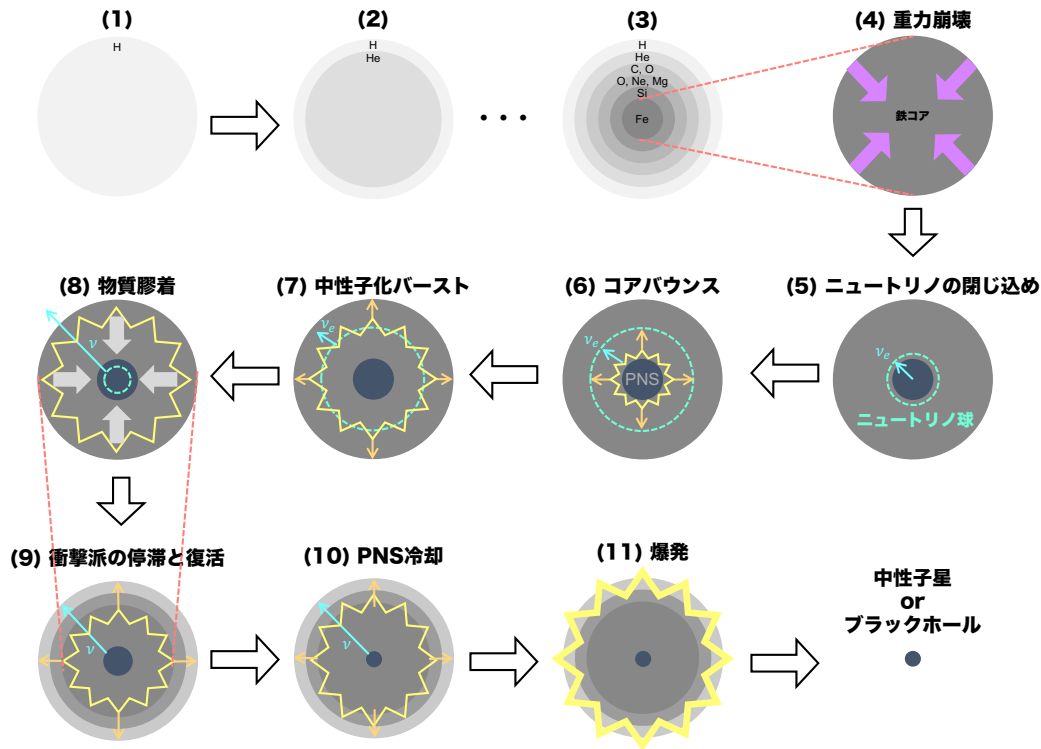 (1)
H
(2)
H
He
...
(3)
H
He
C, O
O, Ne, Mg
Si
Fe
(4) 重力崩壊
鉄コア
(5) ニュートリノの閉じ込め
νe
ニュートリノ球
(6) コアバウンス
νe
PNS
(7) 中性子化バースト
νe
(8) 物質膠着
ν
(9) 衝撃派の停滞と復活
ν
(10) PNS冷却
ν
(11) 爆発
中性子星
or
ブラックホール